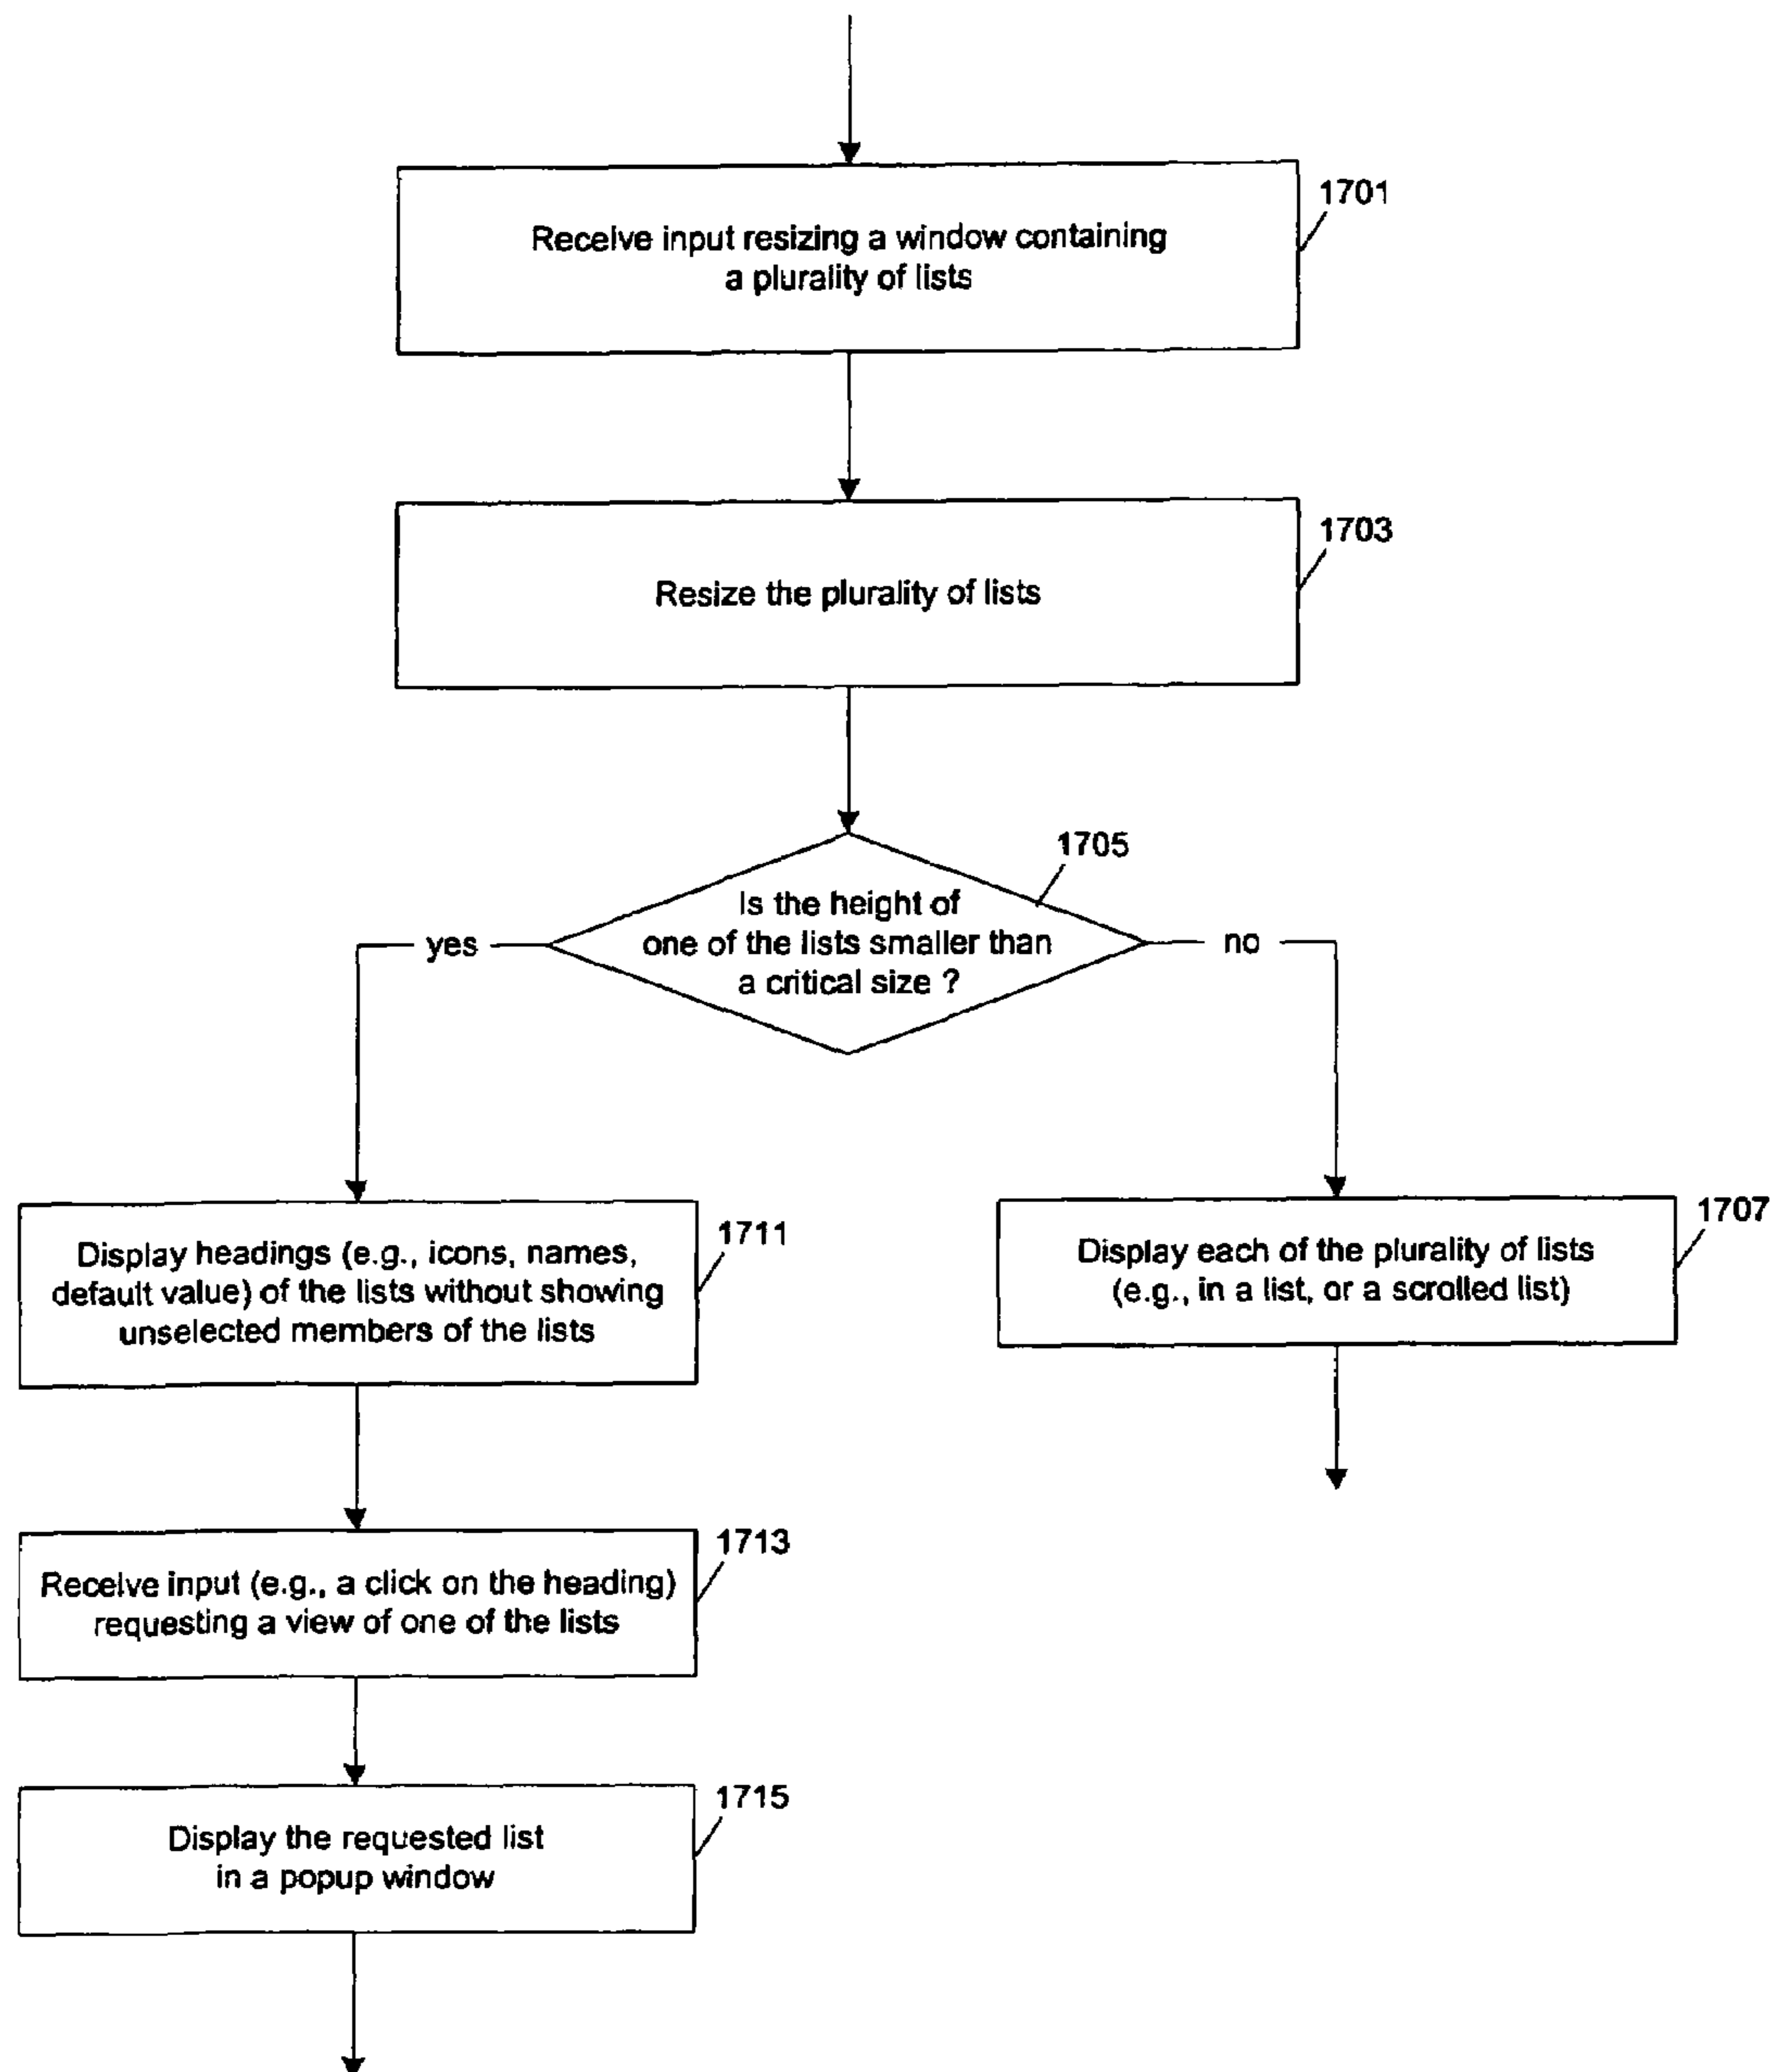 1701
Receive input resizing a window containing
a plurality of lists
1703
Resize the plurality of lists
1705
Is the height of
one of the lists smaller than
a critical size ?
yes
no
1711
Display headings (e.g., icons, names,
default value) of the lists without showing
unselected members of the lists
1707
Display each of the plurality of lists
(e.g., in a list, or a scrolled list)
1713
Receive input (e.g., a click on the heading)
requesting a view of one of the lists
1715
Display the requested list
in a popup window